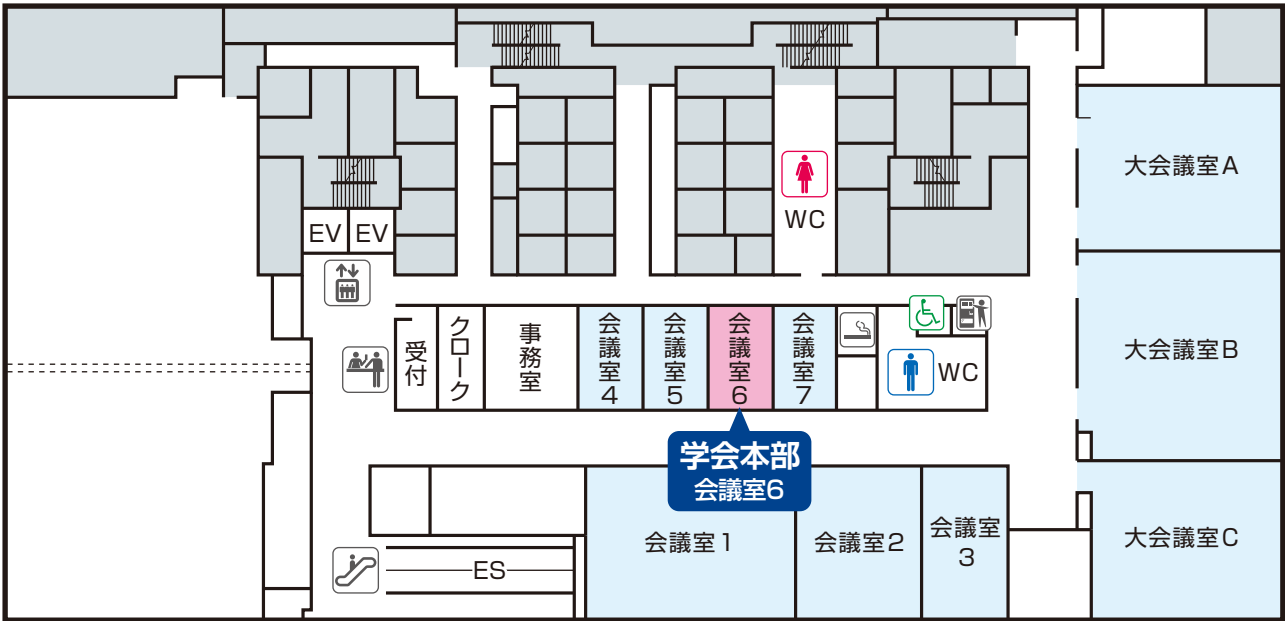 大会議室A
WC
EV
EV
受付
クローク
事務室
会議室4
会議室5
会議室6
会議室7
WC
大会議室B
学会本部
会議室6
会議室1
会議室2
会議室
3
大会議室C
ES